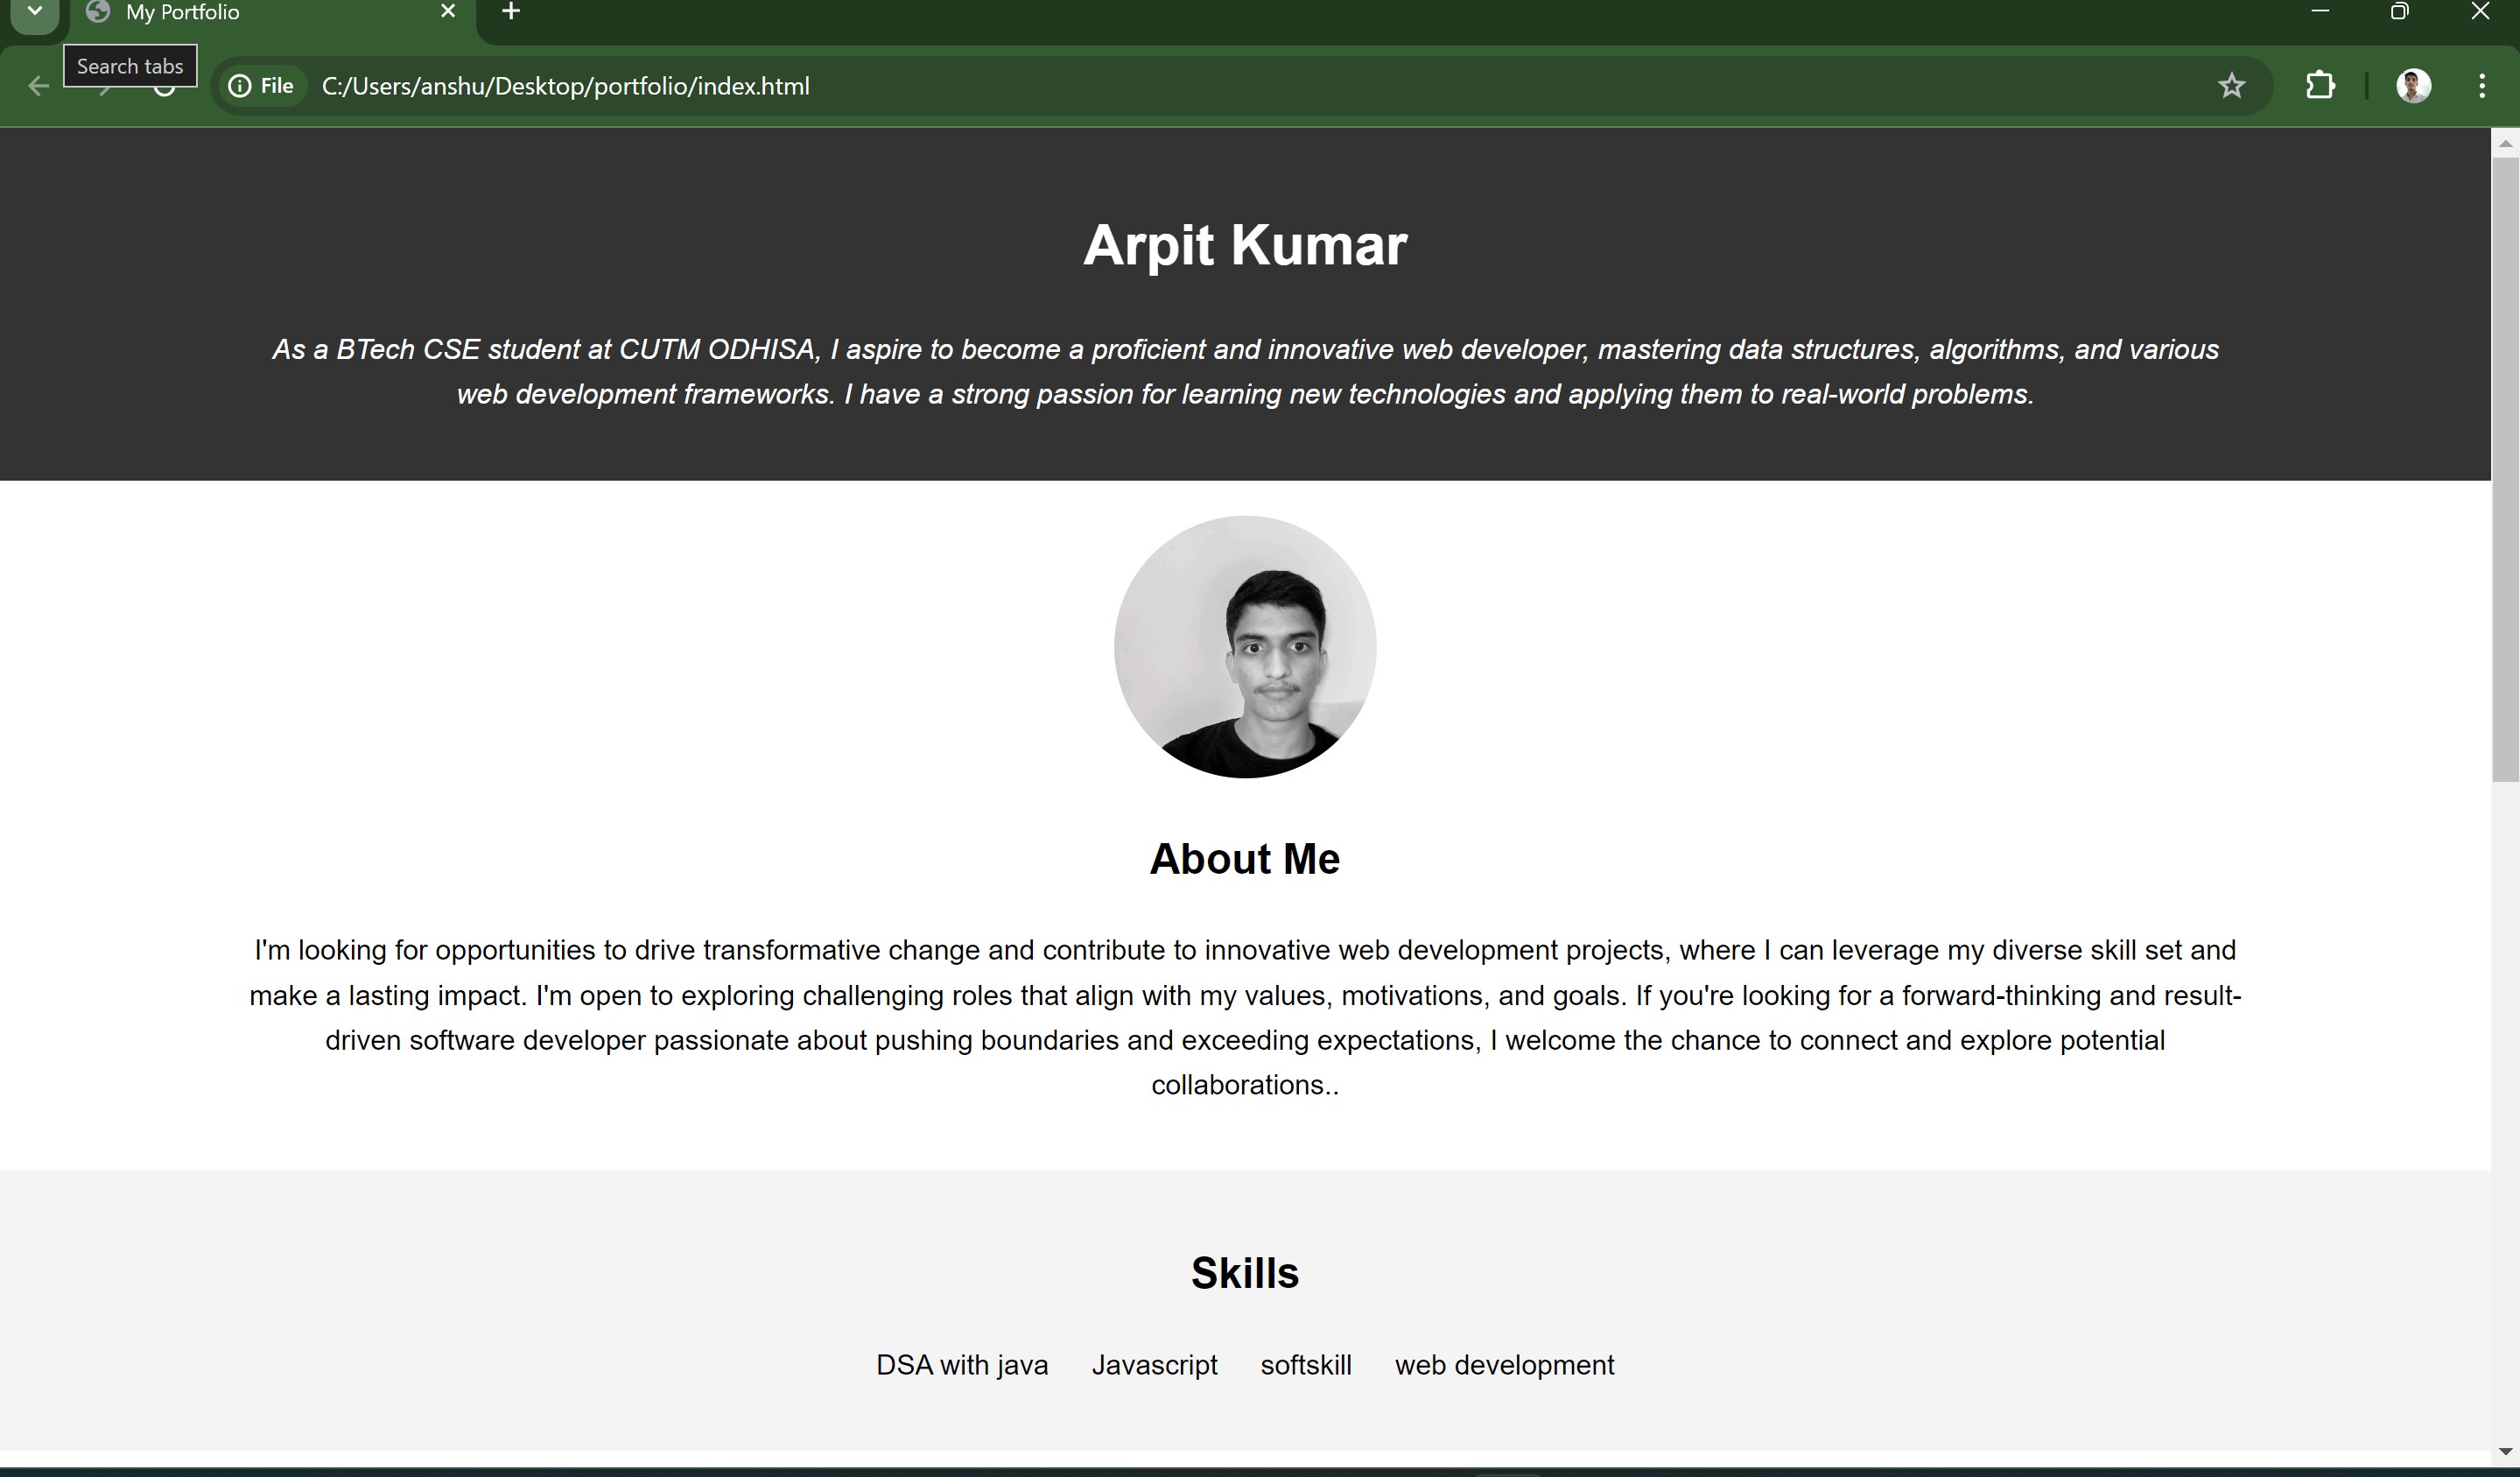 My Portfolio
Search tabs
File C:/Users/anshu/Desktop/portfolio/index.html
Arpit Kumar
As a BTech CSE student at CUTM ODHISA, I aspire to become a proficient and innovative web developer, mastering data structures, algorithms, and various
web development frameworks. I have a strong passion for learning new technologies and applying them to real-world problems.
About Me
I'm looking for opportunities to drive transformative change and contribute to innovative web development projects, where I can leverage my diverse skill set and
make a lasting impact. I'm open to exploring challenging roles that align with my values, motivations, and goals. If you're looking for a forward-thinking and result-
driven software developer passionate about pushing boundaries and exceeding expectations, I welcome the chance to connect and explore potential
collaborations..
Skills
DSA with java Javascript softskill web development